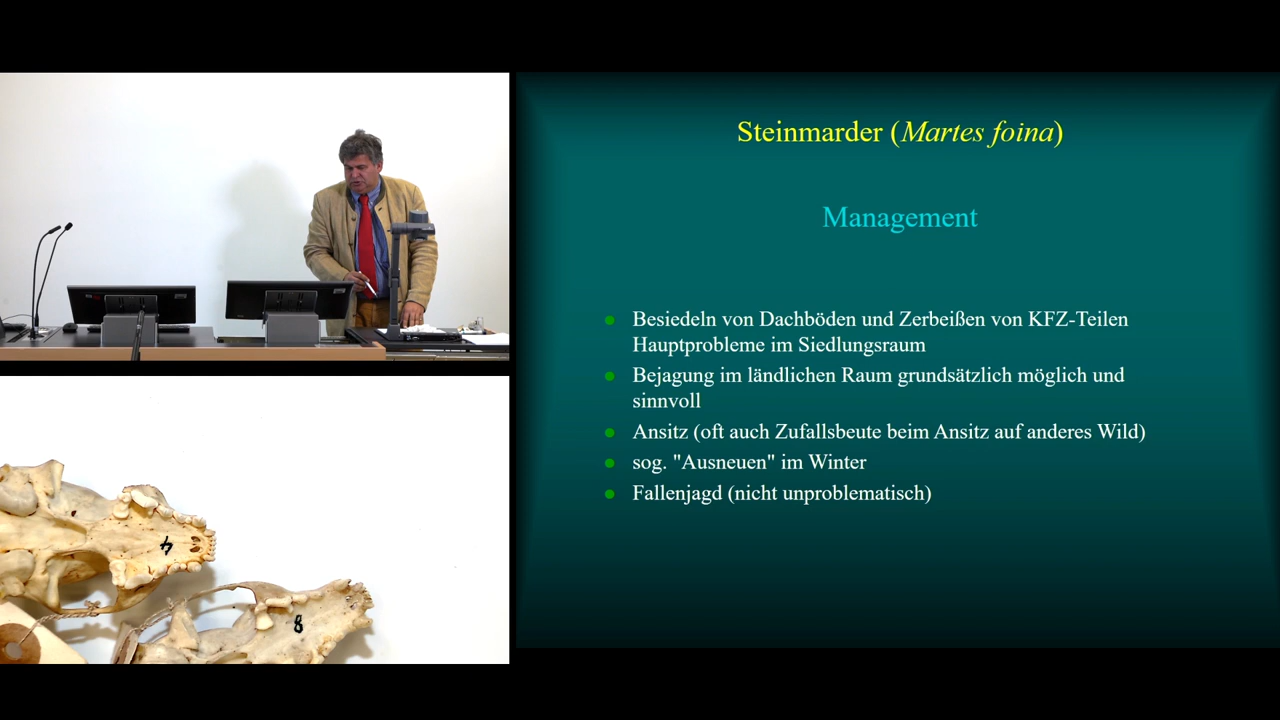 Steinmarder (Martes foina)
Management
Besiedeln von Dachböden und Zerbeißen von KFZ-Teilen
Hauptprobleme im Siedlungsraum
Bejagung im ländlichen Raum grundsätzlich möglich und
sinnvoll
Ansitz (oft auch Zufallsbeute beim Ansitz auf anderes Wild)
sog. "Ausneuen" im Winter
Fallenjagd (nicht unproblematisch)
4
8